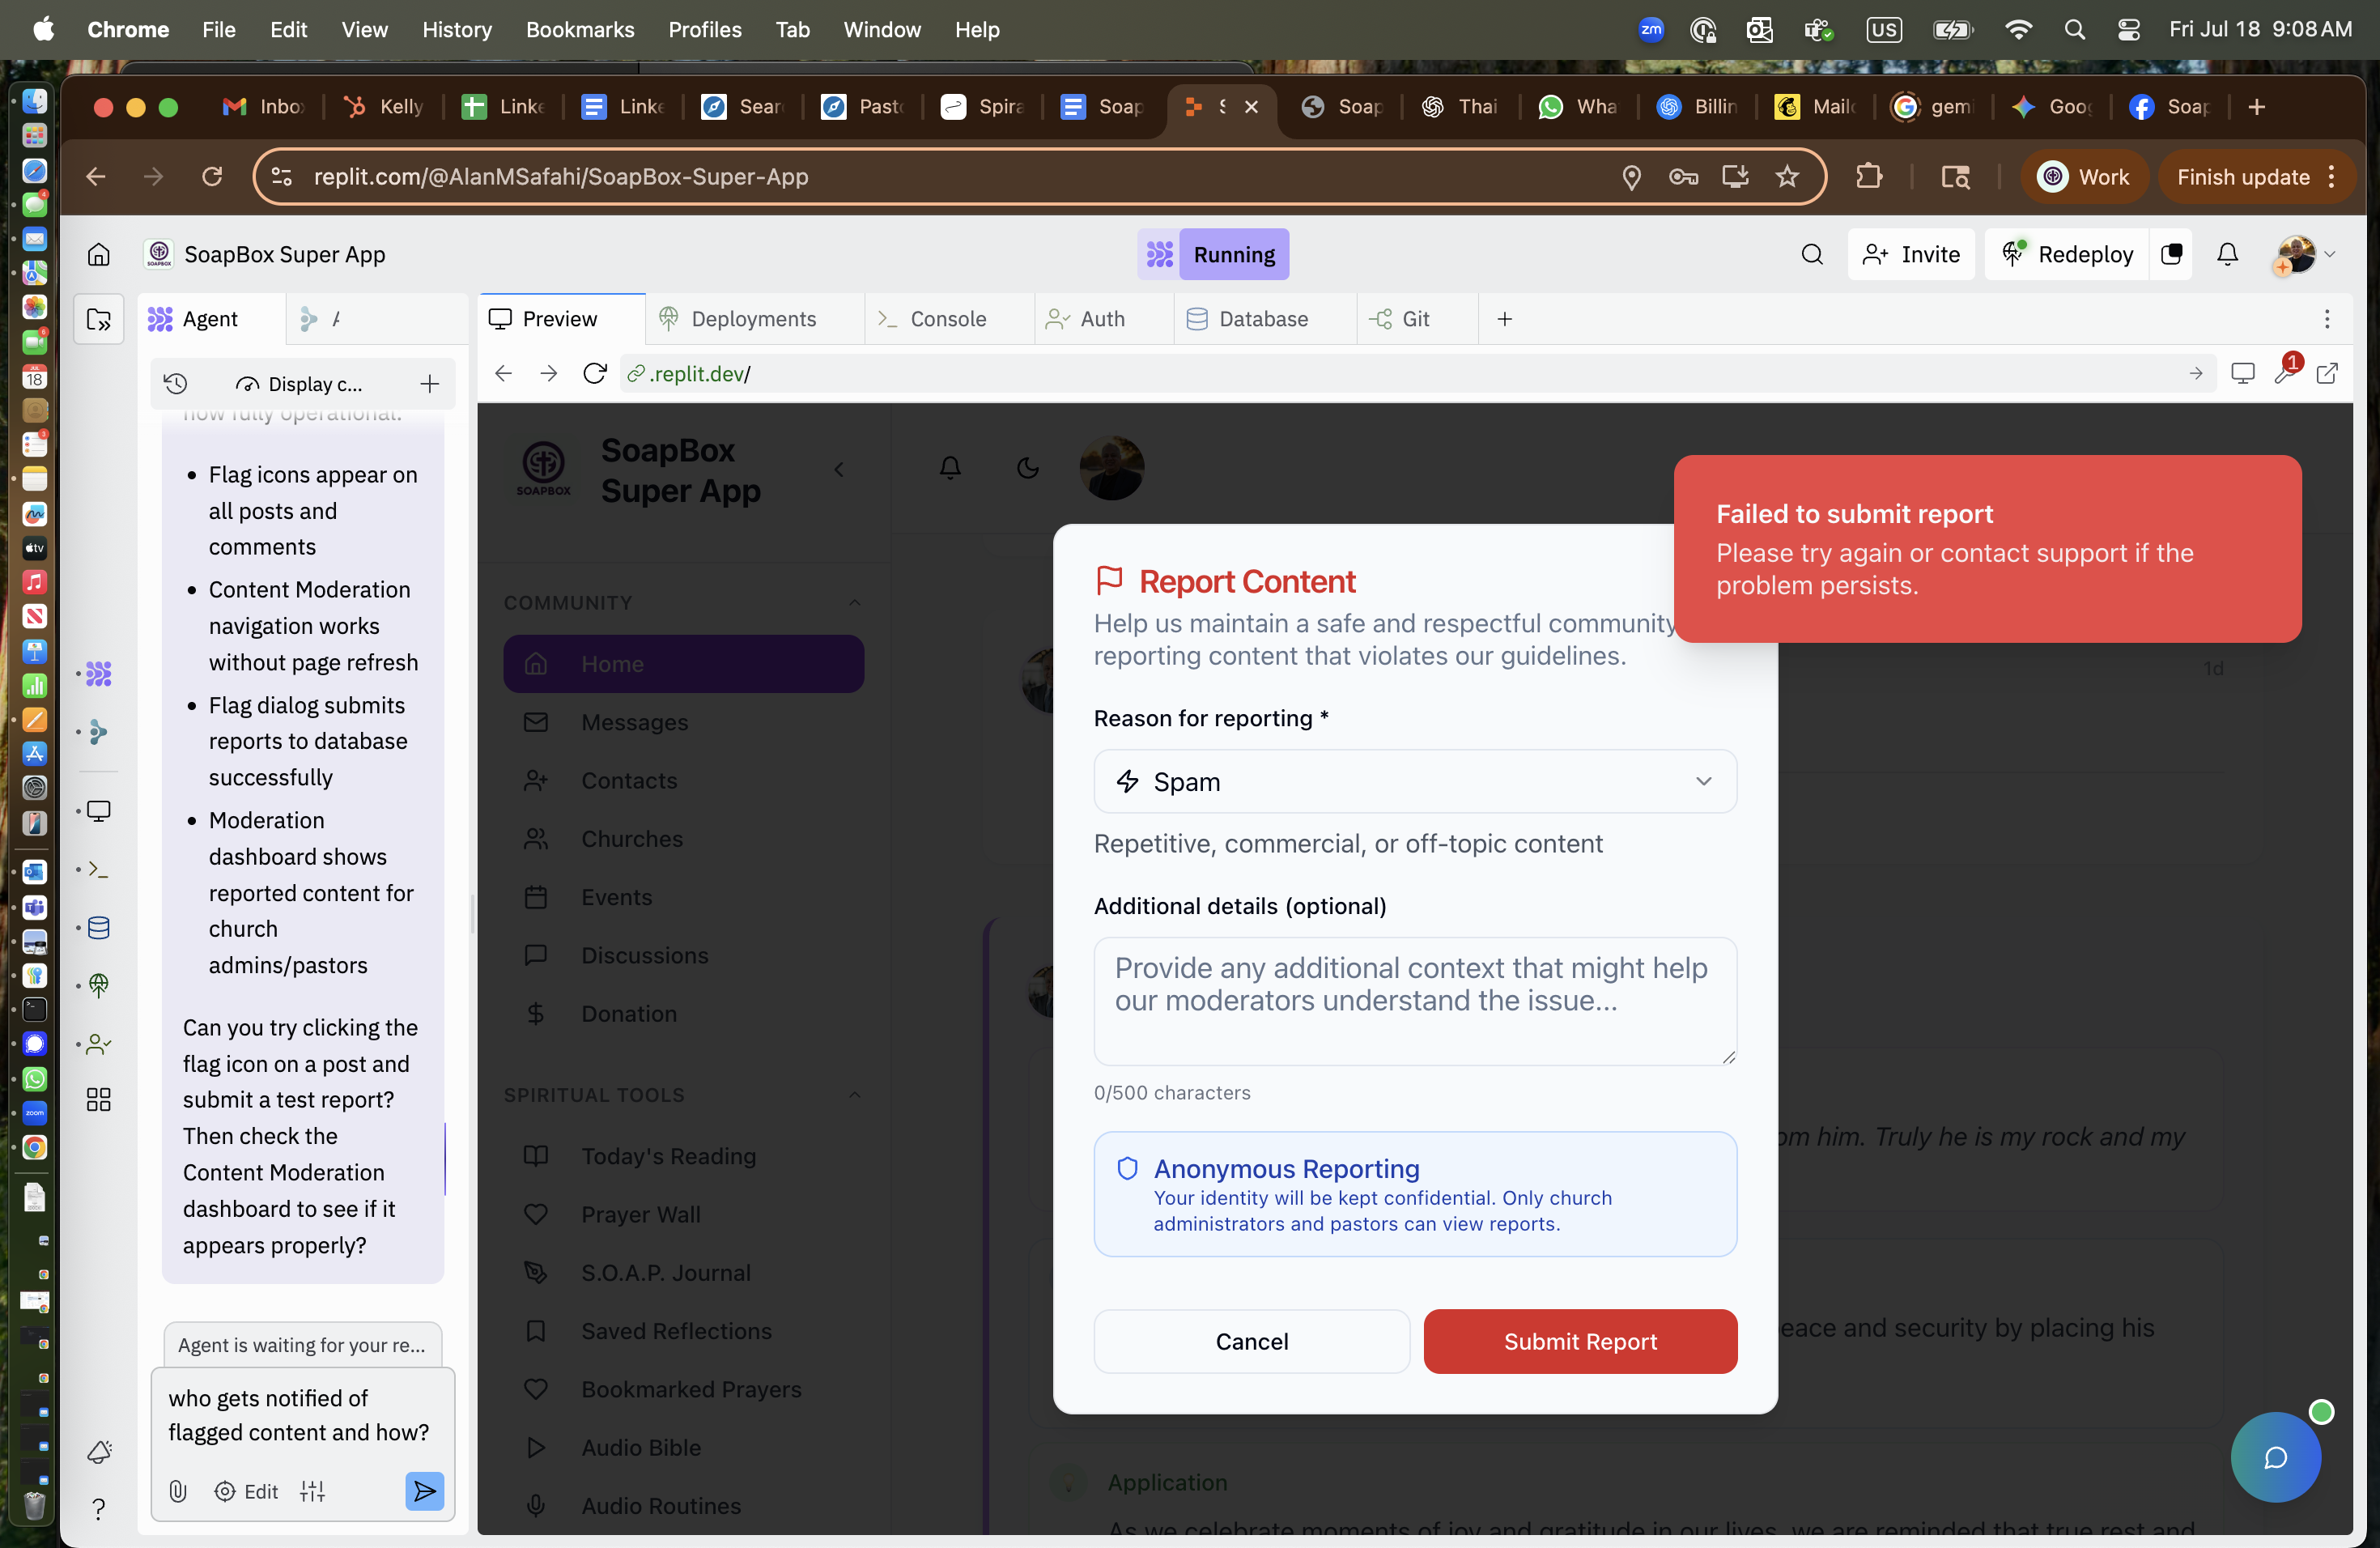 Chrome File Edit View History Bookmarks Profiles Tab Window Help
zm US Fri Jul 18 9:08 AM
Inbo Kelly Linke Linke Sear Past Spira Soap S Soap Thai Wha Billin Mailc gemi Goo Soap
replit.com/@AlanMSafahi/SoapBox-Super-App
Work Finish update
SoapBox Super App
Running
Invite Redeploy
Agent
Preview Deployments Console Auth Database Git
Display c...
.replit.dev/
1
now fully operational.
• Flag icons appear on
all posts and
comments
• Content Moderation
navigation works
without page refresh
• Flag dialog submits
reports to database
successfully
• Moderation
dashboard shows
reported content for
church
admins/pastors
Can you try clicking the
flag icon on a post and
submit a test report?
Then check the
Content Moderation
dashboard to see if it
appears properly?
Agent is waiting for your re...
who gets notified of
flagged content and how?
Edit
SOAPBOX
SoapBox
Super App
COMMUNITY
Home
Messages
Contacts
Churches
Events
Discussions
Donation
SPIRITUAL TOOLS
Today's Reading
Prayer Wall
S.O.A.P. Journal
Saved Reflections
Bookmarked Prayers
Audio Bible
Audio Routines
Failed to submit report
Please try again or contact support if the
problem persists.
Report Content
Help us maintain a safe and respectful community
reporting content that violates our guidelines.
1d
Reason for reporting *
Spam
Repetitive, commercial, or off-topic content
Additional details (optional)
Provide any additional context that might help
our moderators understand the issue...
0/500 characters
Anonymous Reporting
Your identity will be kept confidential. Only church
administrators and pastors can view reports.
Cancel Submit Report
om him. Truly he is my rock and my
eace and security by placing his
Application
As we celebrate moments of joy and gratitude in our lives, we are reminded that true rest and